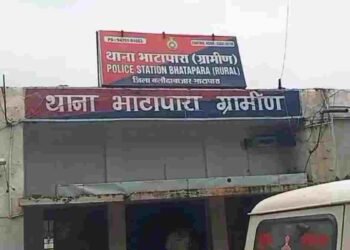 थाना भाटापारा (ग्रामीण)
POLICE STATION BHATAPARA (RURAL)
जिला बलौदाबाजार भाटापारा
थाना भाटापारा ग्रामीण